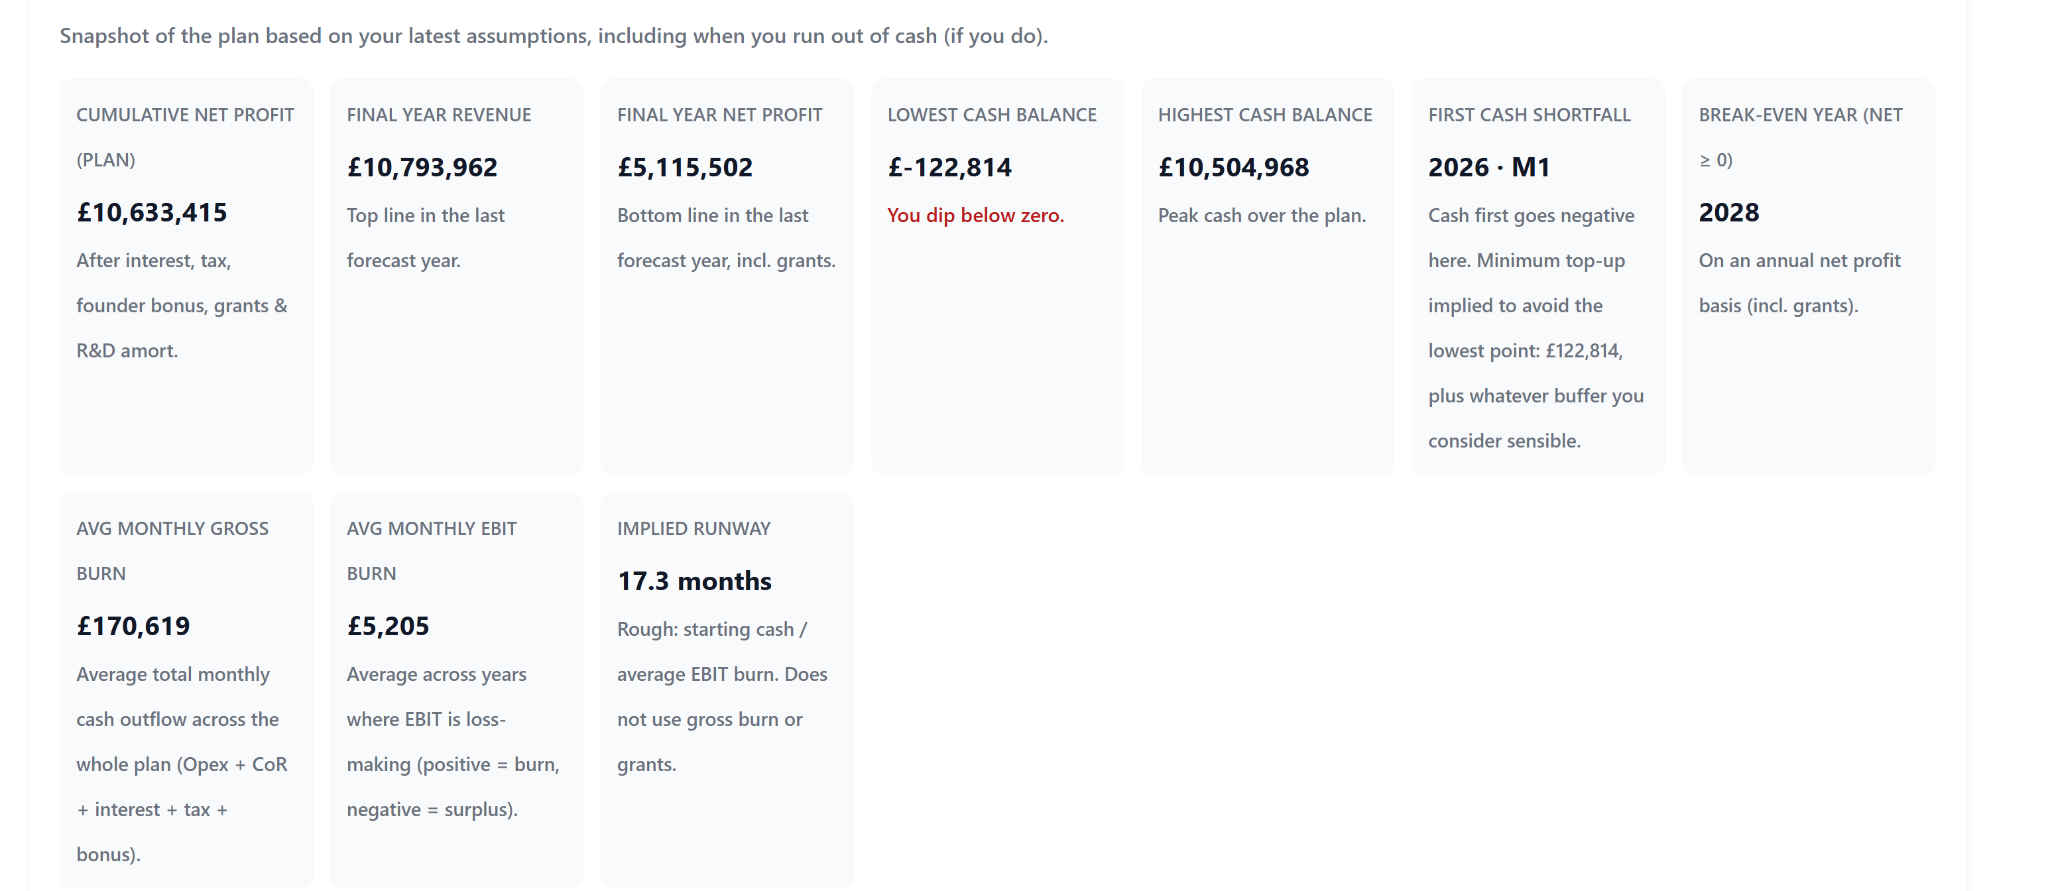 Snapshot of the plan based on your latest assumptions, including when you run out of cash (if you do).
CUMULATIVE NET PROFIT
(PLAN)
£10,633,415
After interest, tax,
founder bonus, grants &
R&D amort.
FINAL YEAR REVENUE
£10,793,962
Top line in the last
forecast year.
FINAL YEAR NET PROFIT
£5,115,502
Bottom line in the last
forecast year, incl. grants.
LOWEST CASH BALANCE
£-122,814
You dip below zero.
HIGHEST CASH BALANCE
£10,504,968
Peak cash over the plan.
FIRST CASH SHORTFALL
2026 · M1
Cash first goes negative
here. Minimum top-up
implied to avoid the
lowest point: £122,814,
plus whatever buffer you
consider sensible.
BREAK-EVEN YEAR (NET
≥ 0)
2028
On an annual net profit
basis (incl. grants).
AVG MONTHLY GROSS
BURN
£170,619
Average total monthly
cash outflow across the
whole plan (Opex + CoR
+ interest + tax +
bonus).
AVG MONTHLY EBIT
BURN
£5,205
Average across years
where EBIT is loss-
making (positive = burn,
negative = surplus).
IMPLIED RUNWAY
17.3 months
Rough: starting cash /
average EBIT burn. Does
not use gross burn or
grants.